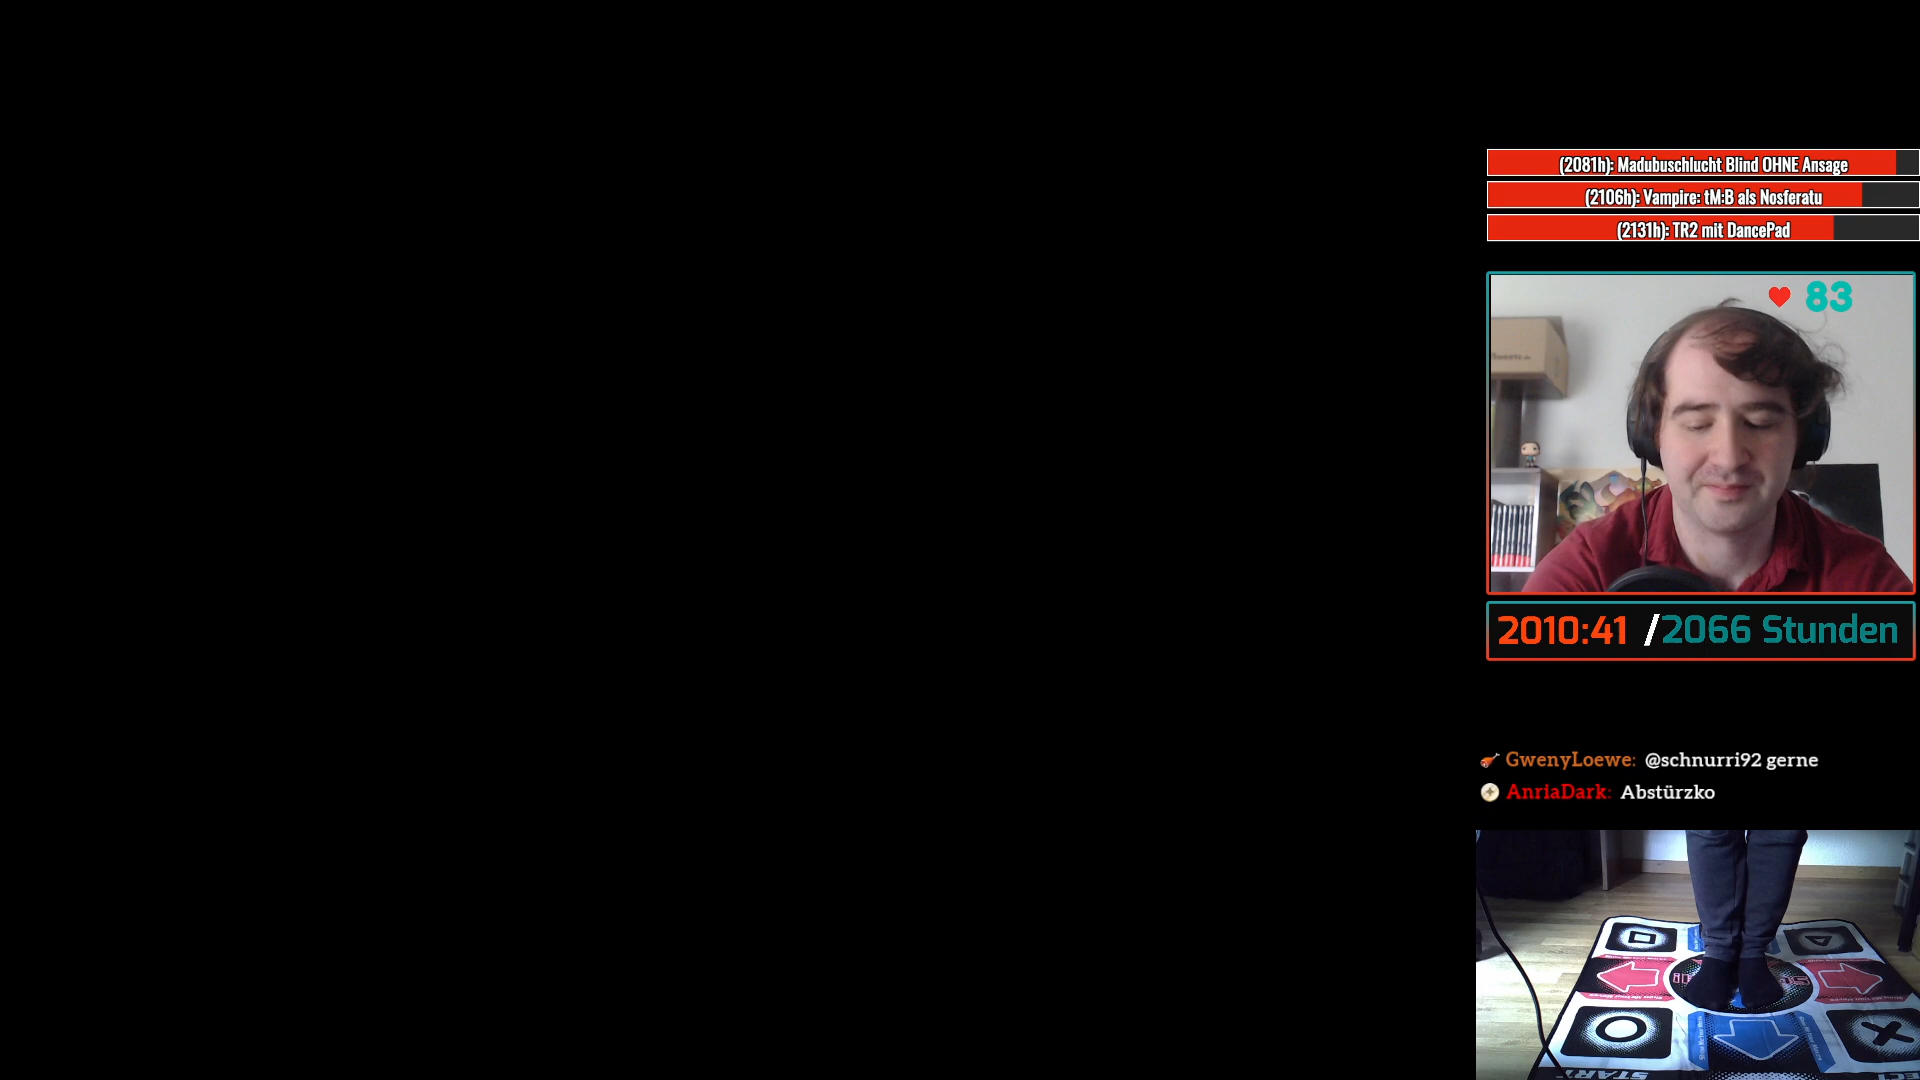 (2081h): Madubuschlucht Blind OHNE Ansage
(2106h): Vampire: tM:B als Nosferatu
(2131h): TR2 mit DancePad
83
2010:41 /2066 Stunden
GwenyLoewe: @schnurri92 gerne
AnriaDark: Abstürzko
START